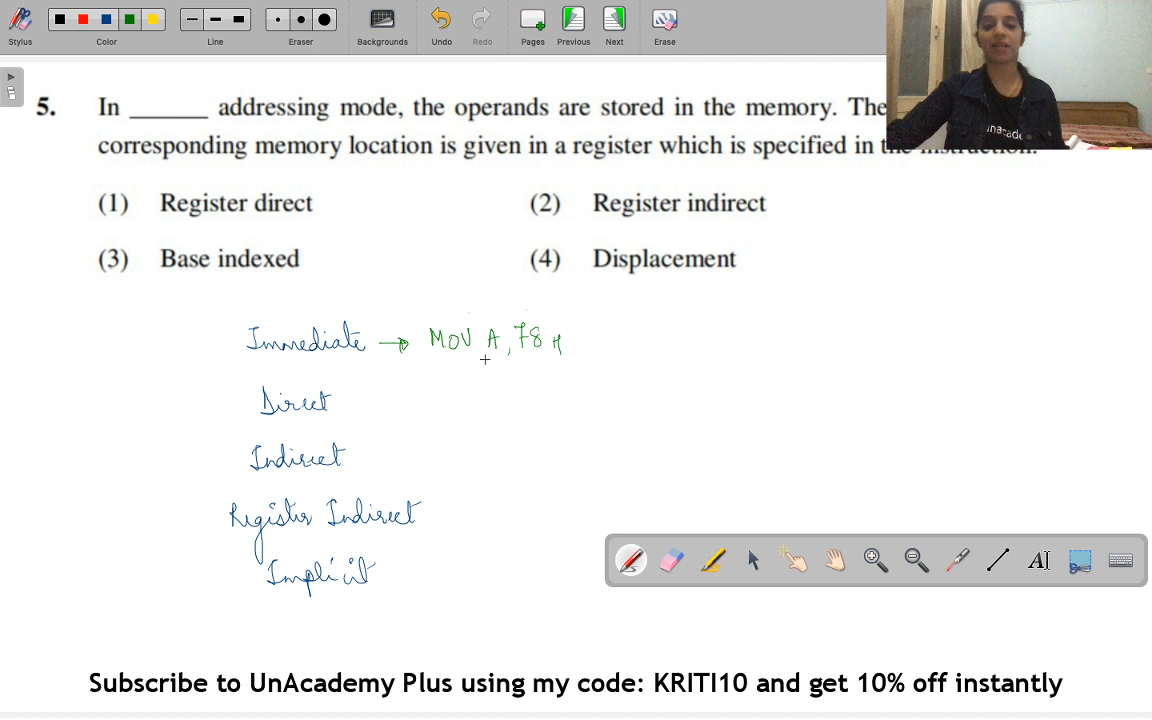 Stylus Color Line Eraser Backgrounds Undo Redo Pages Previous Next Erase
5. In ______ addressing mode, the operands are stored in the memory. The
corresponding memory location is given in a register which is specified in the instruction.
(1) Register direct (2) Register indirect
(3) Base indexed (4) Displacement
Immediate → MOV A, 78 H
Direct
Indirect
Register Indirect
Implicit
AI
Subscribe to UnAcademy Plus using my code: KRITI10 and get 10% off instantly